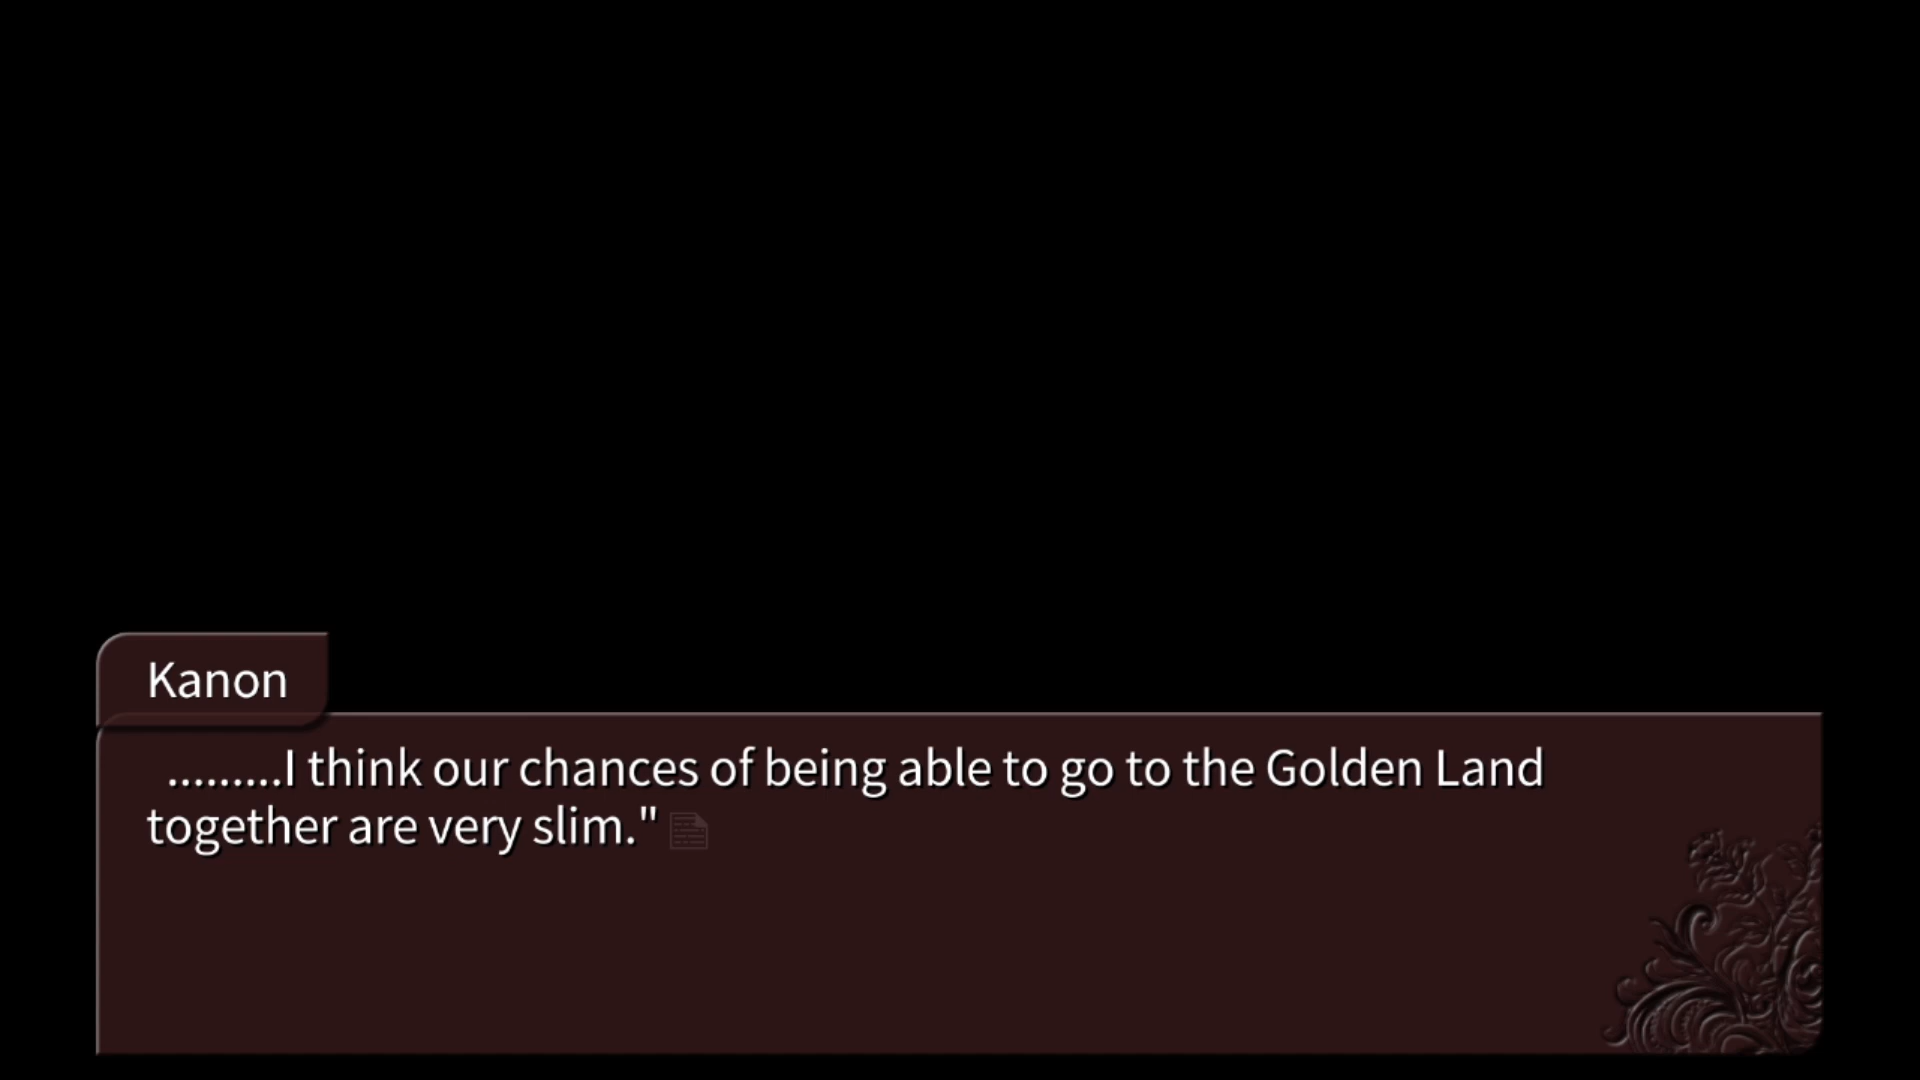 Kanon
.........I think our chances of being able to go to the Golden Land
together are very slim."